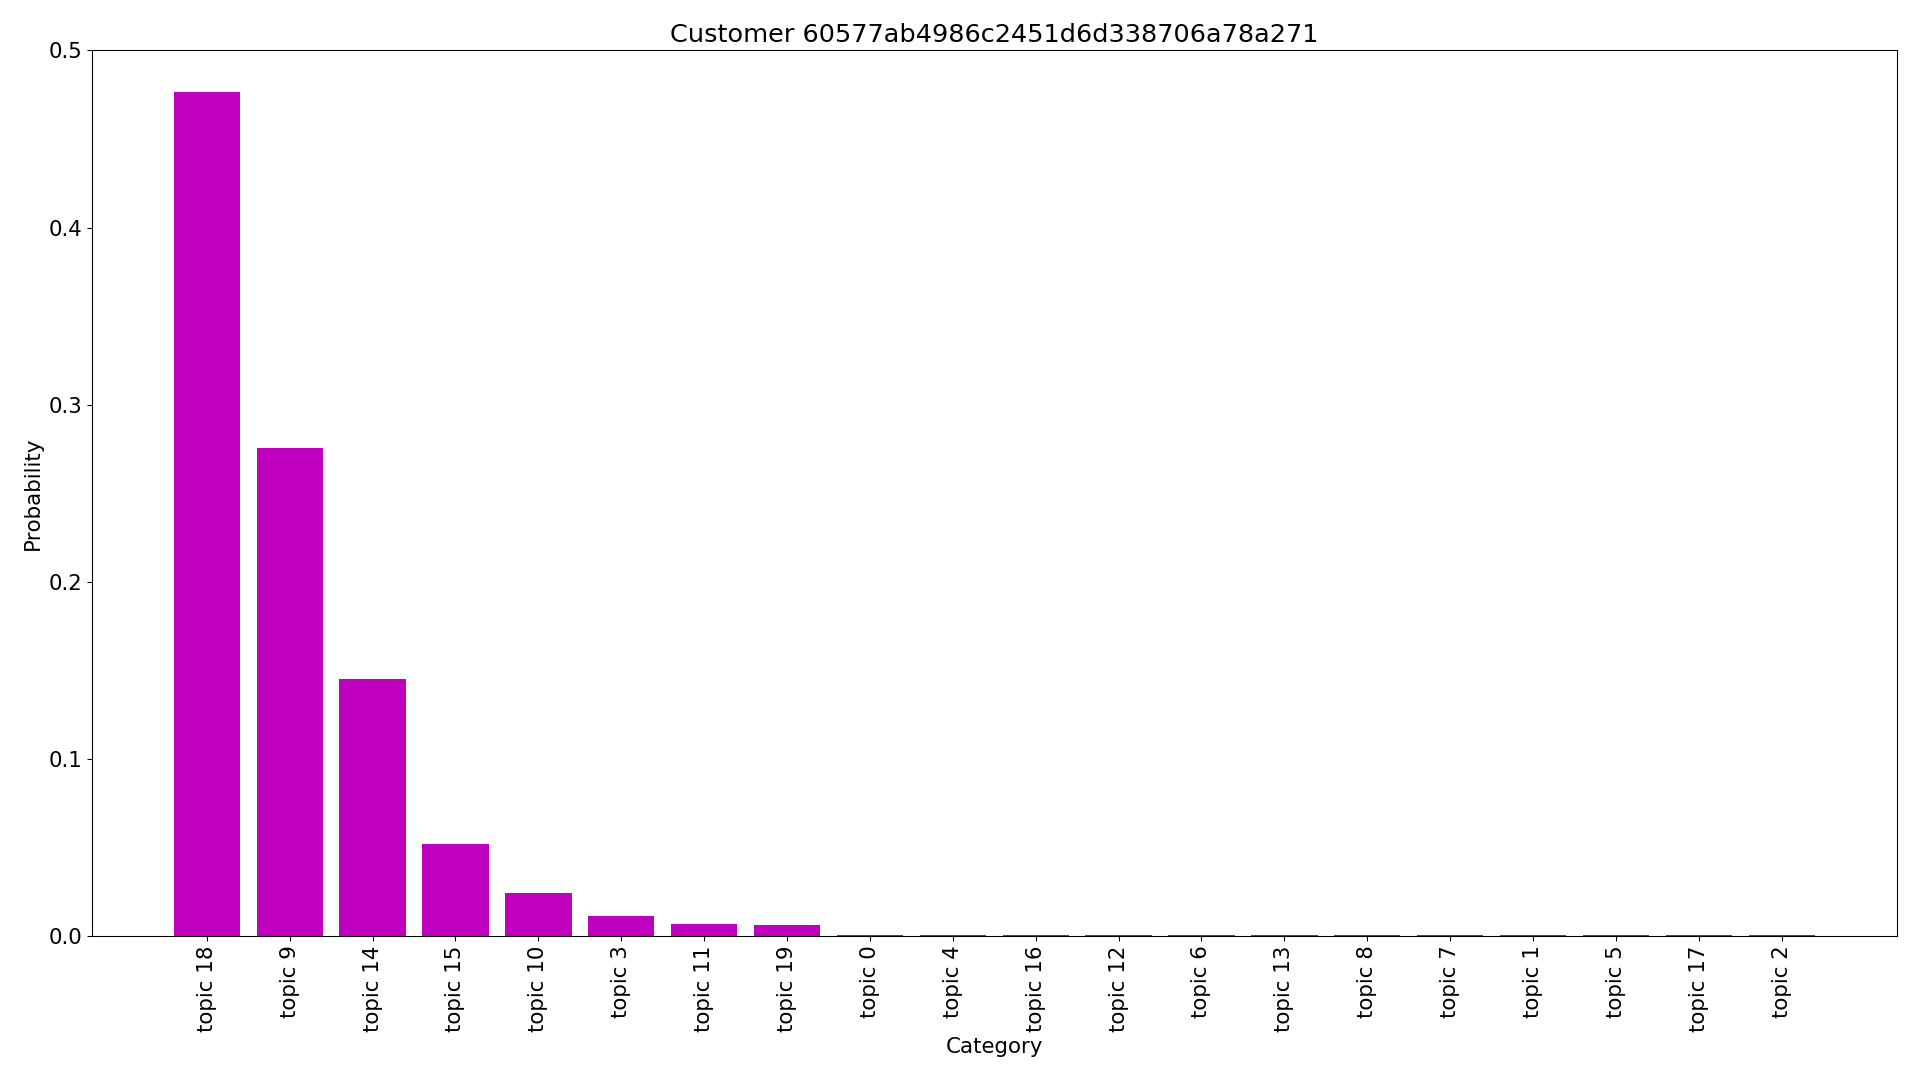 Customer 60577ab4986c2451d6d338706a78a271
0.5
0.4
0.3
0.2
0.1
0.0
Probability
topic 18
topic 9
topic 14
topic 15
topic 10
topic 3
topic 11
topic 19
topic 0
topic 4
topic 16
topic 12
topic 6
topic 13
topic 8
topic 7
topic 1
topic 5
topic 17
topic 2
Category